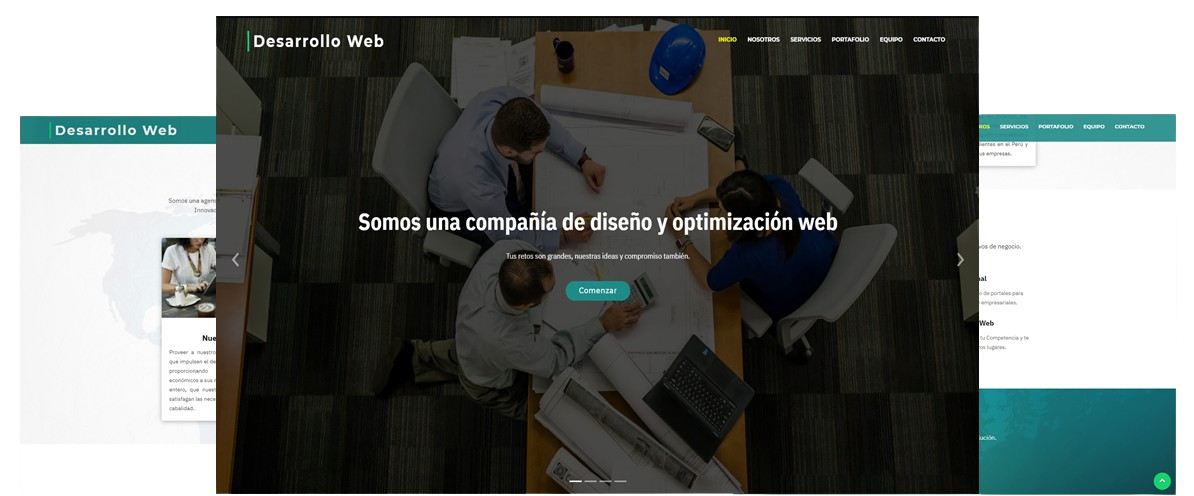 Desarrollo Web
INICIO NOSOTROS SERVICIOS PORTAFOLIO EQUIPO CONTACTO
Somos una compañía de diseño y optimización web
Tus retos son grandes, nuestras ideas y compromiso también.
Comenzar
Desarrollo Web
Somos una agen
Innovac
Nue
Proveer a nuestro
que impulsen el de
proporcionando
económicos a sus
entero, que nuest
satisfagan las nece
cabalidad.
ROS SERVICIOS PORTAFOLIO EQUIPO CONTACTO
ientes en el Perú y
us empresas.
vos de negocio.
nal
o de portales para
empresariales.
Web
tu Competencia y te
ros lugares.
ución.